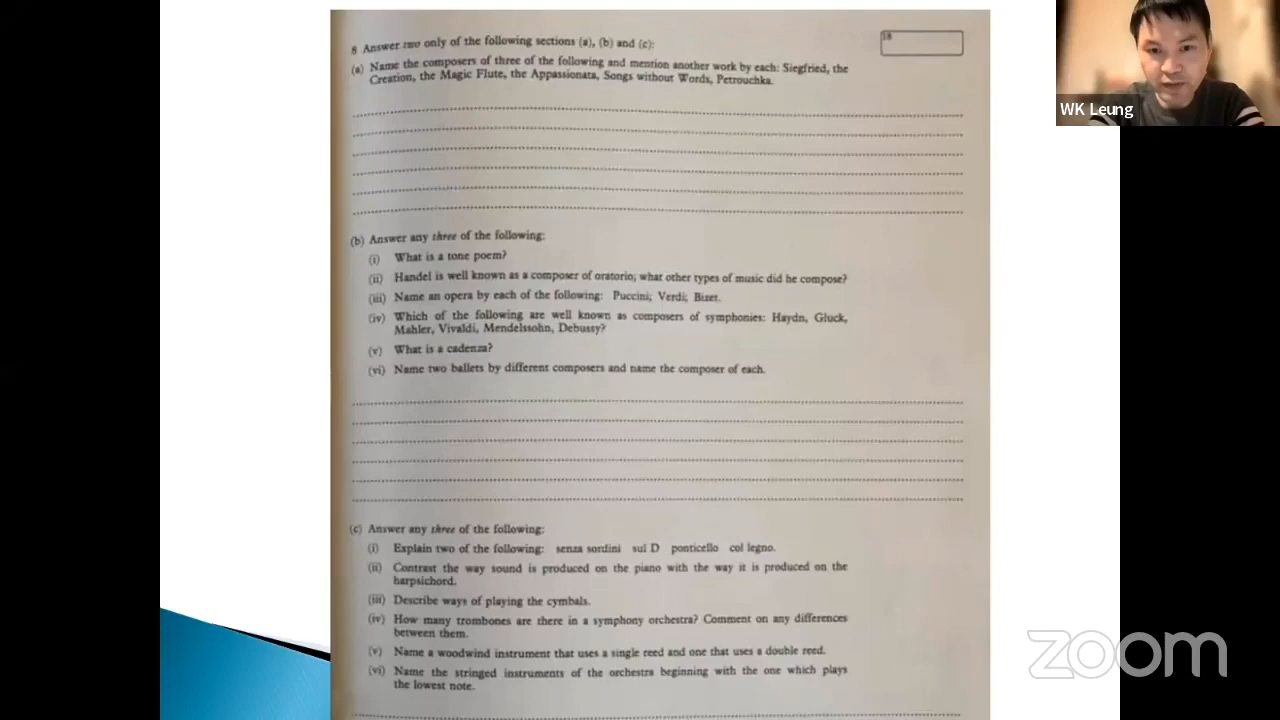 8 Answer two only of the following sections (a), (b) and (c):
18
(a) Name the composers of three of the following and mention another work by each: Siegfried, the
Creation, the Magic Flute, the Appassionata, Songs without Words, Petrouchka.
(b) Answer any three of the following:
(i) What is a tone poem?
(ii) Handel is well known as a composer of oratorio; what other types of music did he compose?
(iii) Name an opera by each of the following: Puccini; Verdi; Bizet.
(iv) Which of the following are well known as composers of symphonies: Haydn, Gluck,
Mahler, Vivaldi, Mendelssohn, Debussy?
(v) What is a cadenza?
(vi) Name two ballets by different composers and name the composer of each.
(c) Answer any three of the following:
(i) Explain two of the following: senza sordini sul D ponticello col legno.
(ii) Contrast the way sound is produced on the piano with the way it is produced on the
harpsichord.
(iii) Describe ways of playing the cymbals.
(iv) How many trombones are there in a symphony orchestra? Comment on any differences
between them.
(v) Name a woodwind instrument that uses a single reed and one that uses a double reed.
(vi) Name the stringed instruments of the orchestra beginning with the one which plays
the lowest note.
WK Leung
zoom